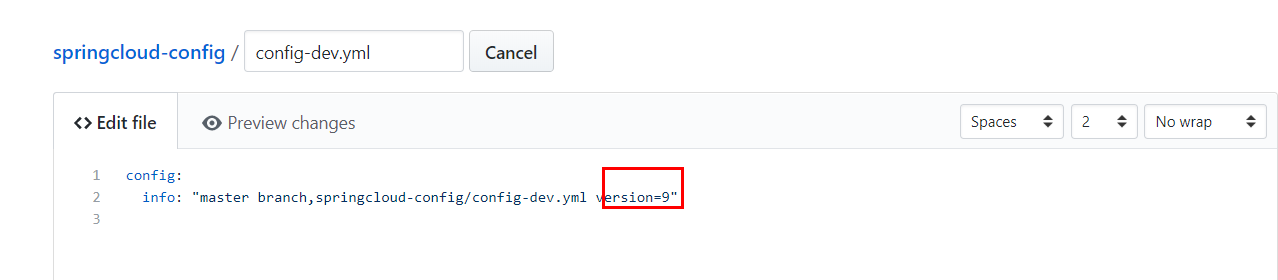 springcloud-config / config-dev.yml Cancel
Edit file Preview changes Spaces 2 No wrap
1 config:
2 info: "master branch,springcloud-config/config-dev.yml version=9"
3